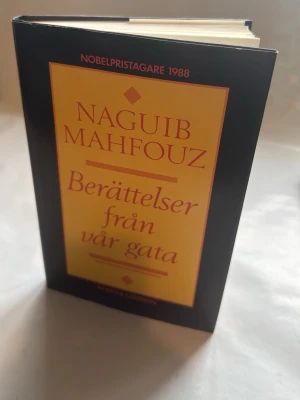 NOBELPRISTAGARE 1988
NAGUIB
MAHFOUZ
Berättelser
från
vår gata